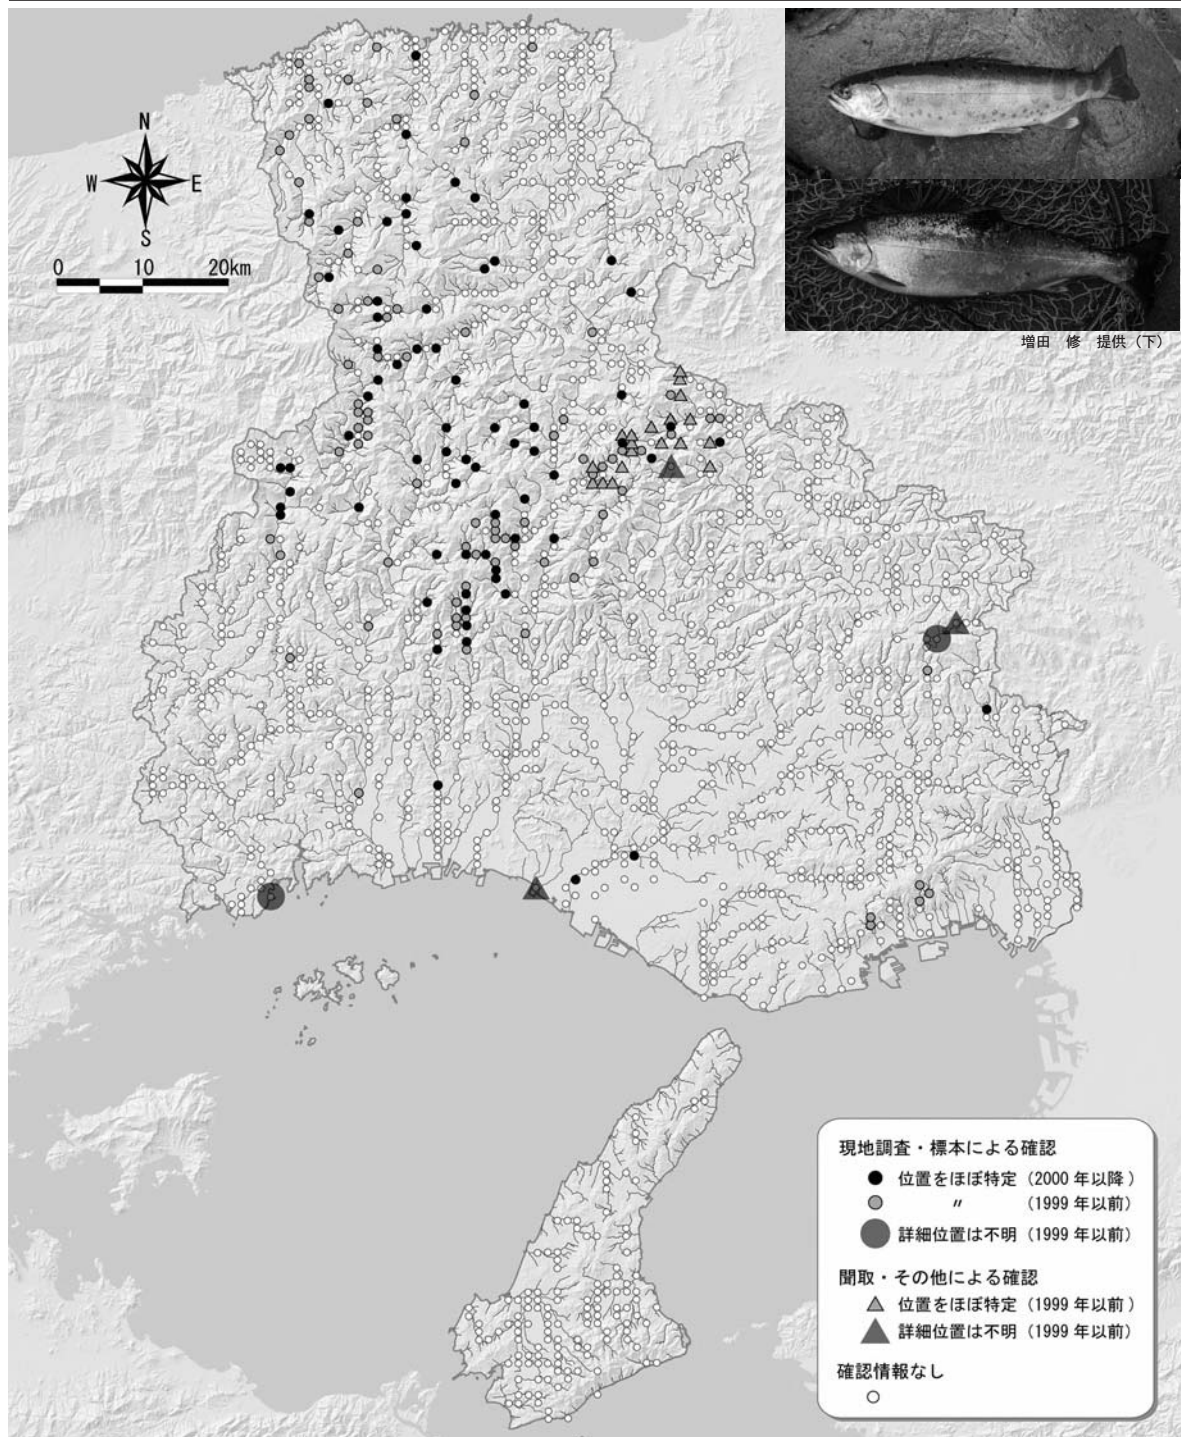 増田 修 提供（下）
N
W E
S
0 10 20km
現地調査・標本による確認
位置をほぼ特定（2000 年以降）
〃 （1999 年以前）
詳細位置は不明（1999 年以前）
聞取・その他による確認
位置をほぼ特定（1999 年以前）
詳細位置は不明（1999 年以前）
確認情報なし